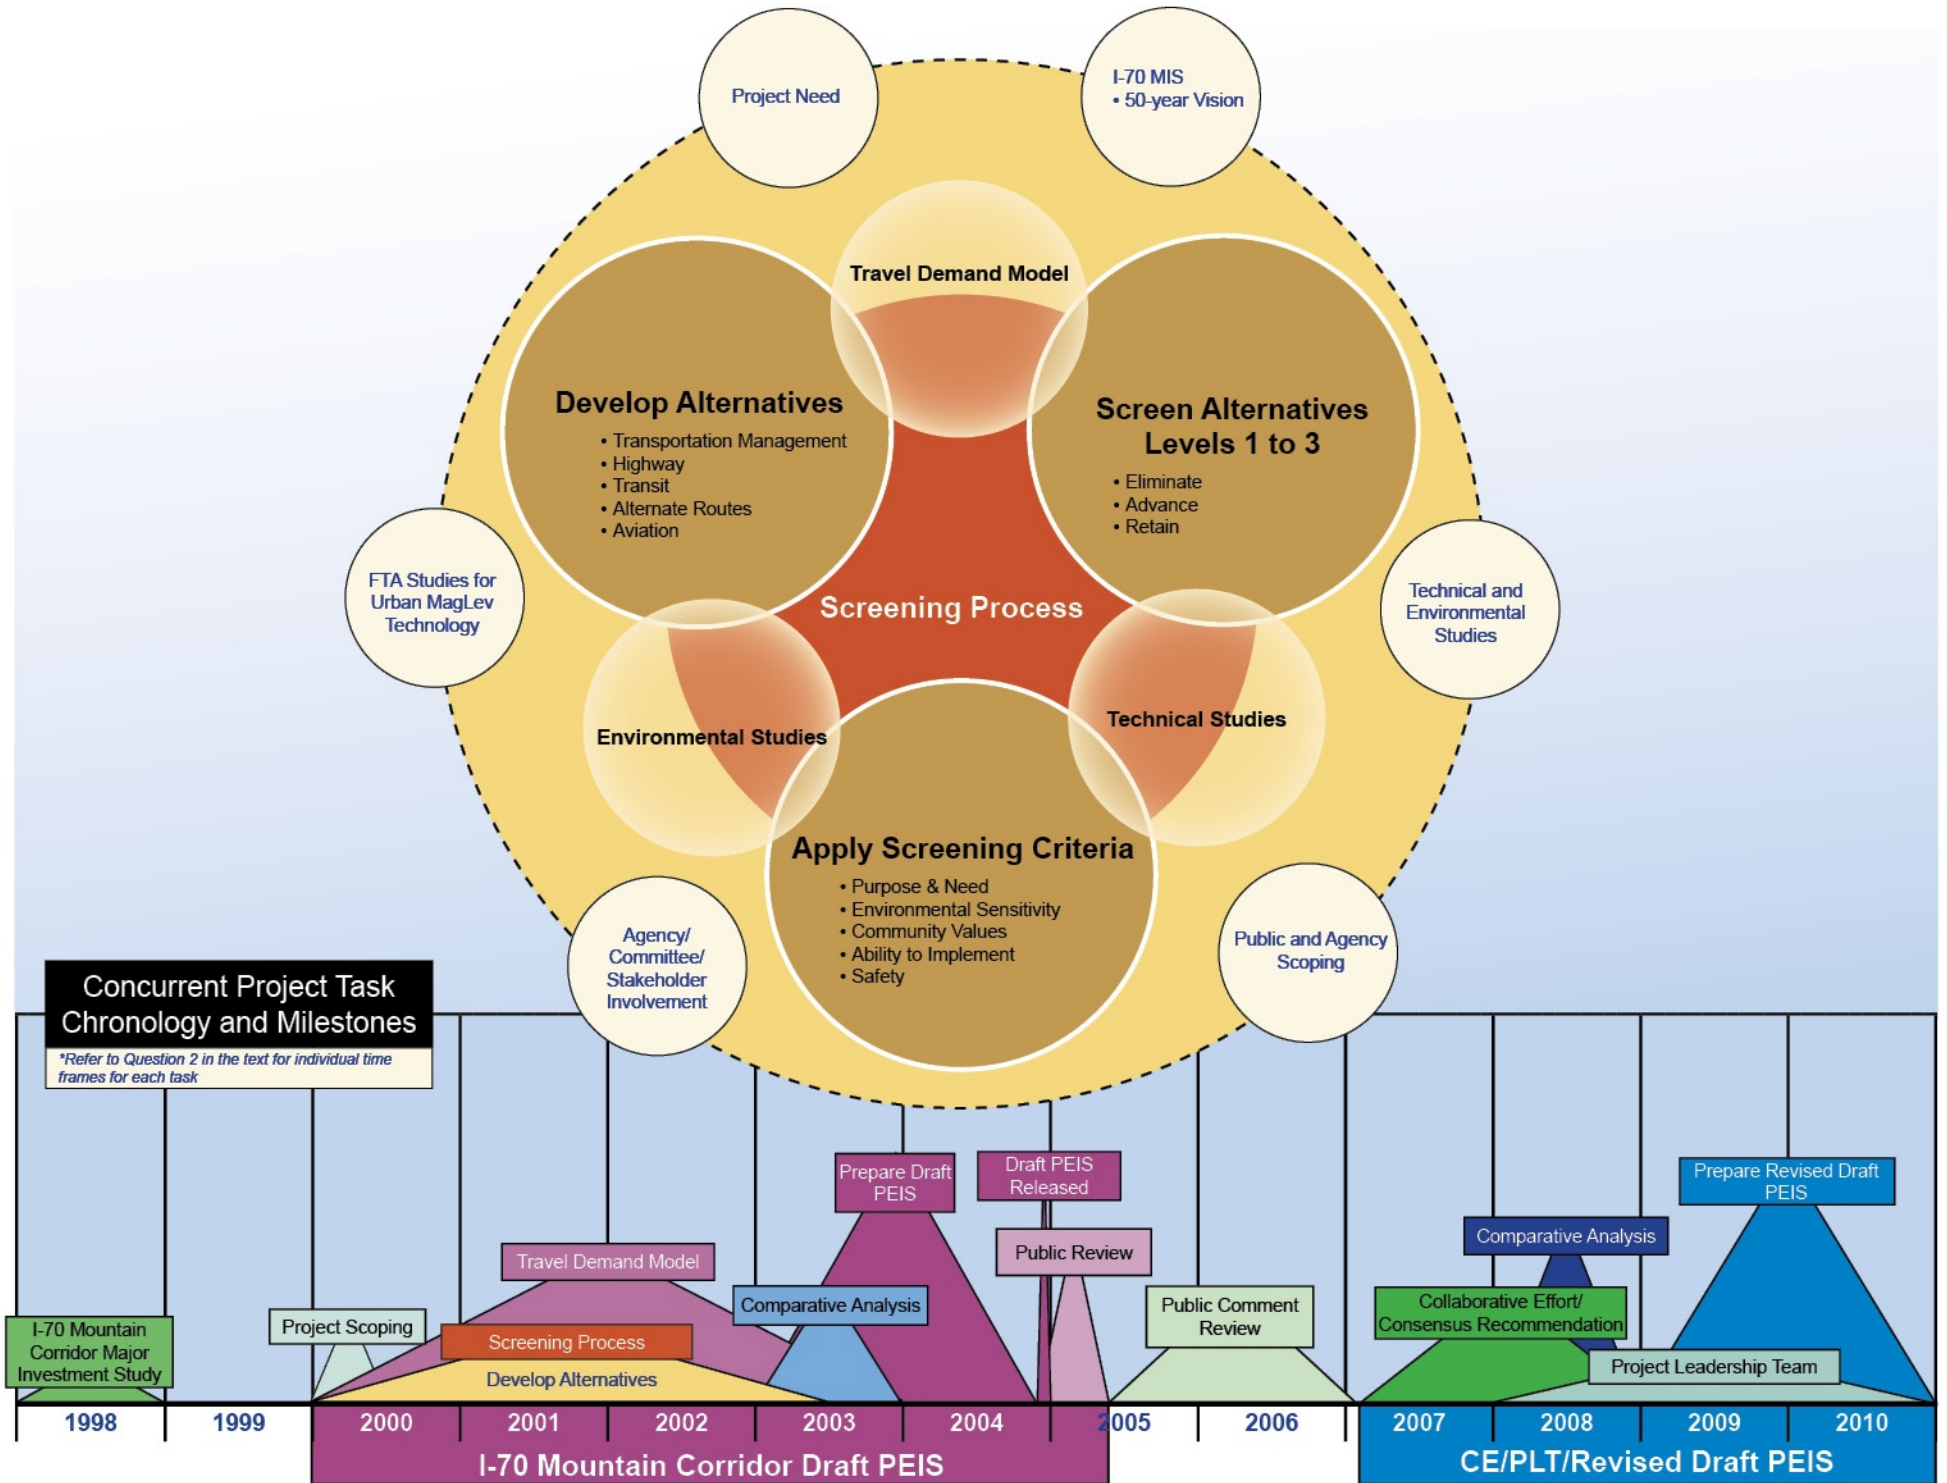 Project Need
I-70 MIS
• 50-year Vision
Travel Demand Model
Develop Alternatives
• Transportation Management
• Highway
• Transit
• Alternate Routes
• Aviation
Screen Alternatives
Levels 1 to 3
• Eliminate
• Advance
• Retain
FTA Studies for
Urban MagLev
Technology
Screening Process
Technical and
Environmental
Studies
Environmental Studies
Technical Studies
Apply Screening Criteria
• Purpose & Need
• Environmental Sensitivity
• Community Values
• Ability to Implement
• Safety
Agency/
Committee/
Stakeholder
Involvement
Public and Agency
Scoping
Concurrent Project Task
Chronology and Milestones
*Refer to Question 2 in the text for individual time
frames for each task
I-70 Mountain
Corridor Major
Investment Study
Project Scoping
Travel Demand Model
Screening Process
Develop Alternatives
Comparative Analysis
Prepare Draft
PEIS
Draft PEIS
Released
Public Review
Public Comment
Review
Collaborative Effort/
Consensus Recommendation
Comparative Analysis
Project Leadership Team
Prepare Revised Draft
PEIS
1998 1999 2000 2001 2002 2003 2004 2005 2006 2007 2008 2009 2010
I-70 Mountain Corridor Draft PEIS
CE/PLT/Revised Draft PEIS